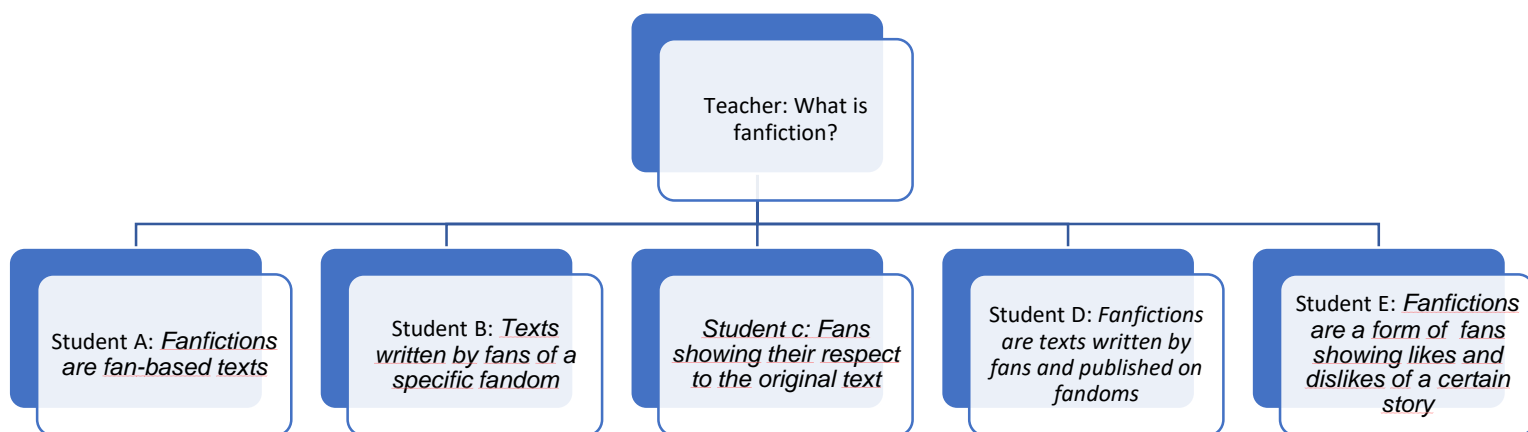 Teacher: What is
fanfiction?
Student A: Fanfictions
are fan-based texts
Student B: Texts
written by fans of a
specific fandom
Student c: Fans
showing their respect
to the original text
Student D: Fanfictions
are texts written by
fans and published on
fandoms
Student E: Fanfictions
are a form of fans
showing likes and
dislikes of a certain
story